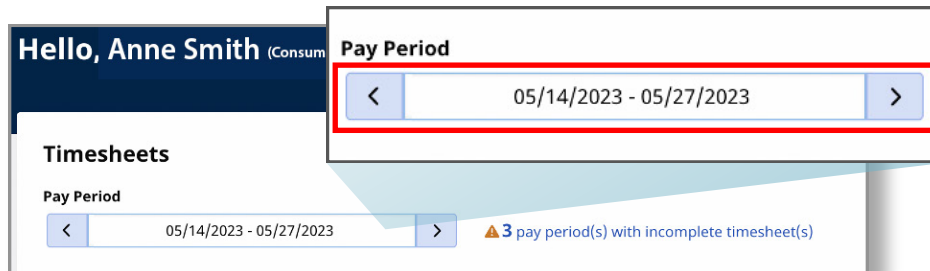 Hello, Anne Smith (Consum
Pay Period
05/14/2023 - 05/27/2023
Timesheets
Pay Period
05/14/2023 - 05/27/2023
3 pay period(s) with incomplete timesheet(s)